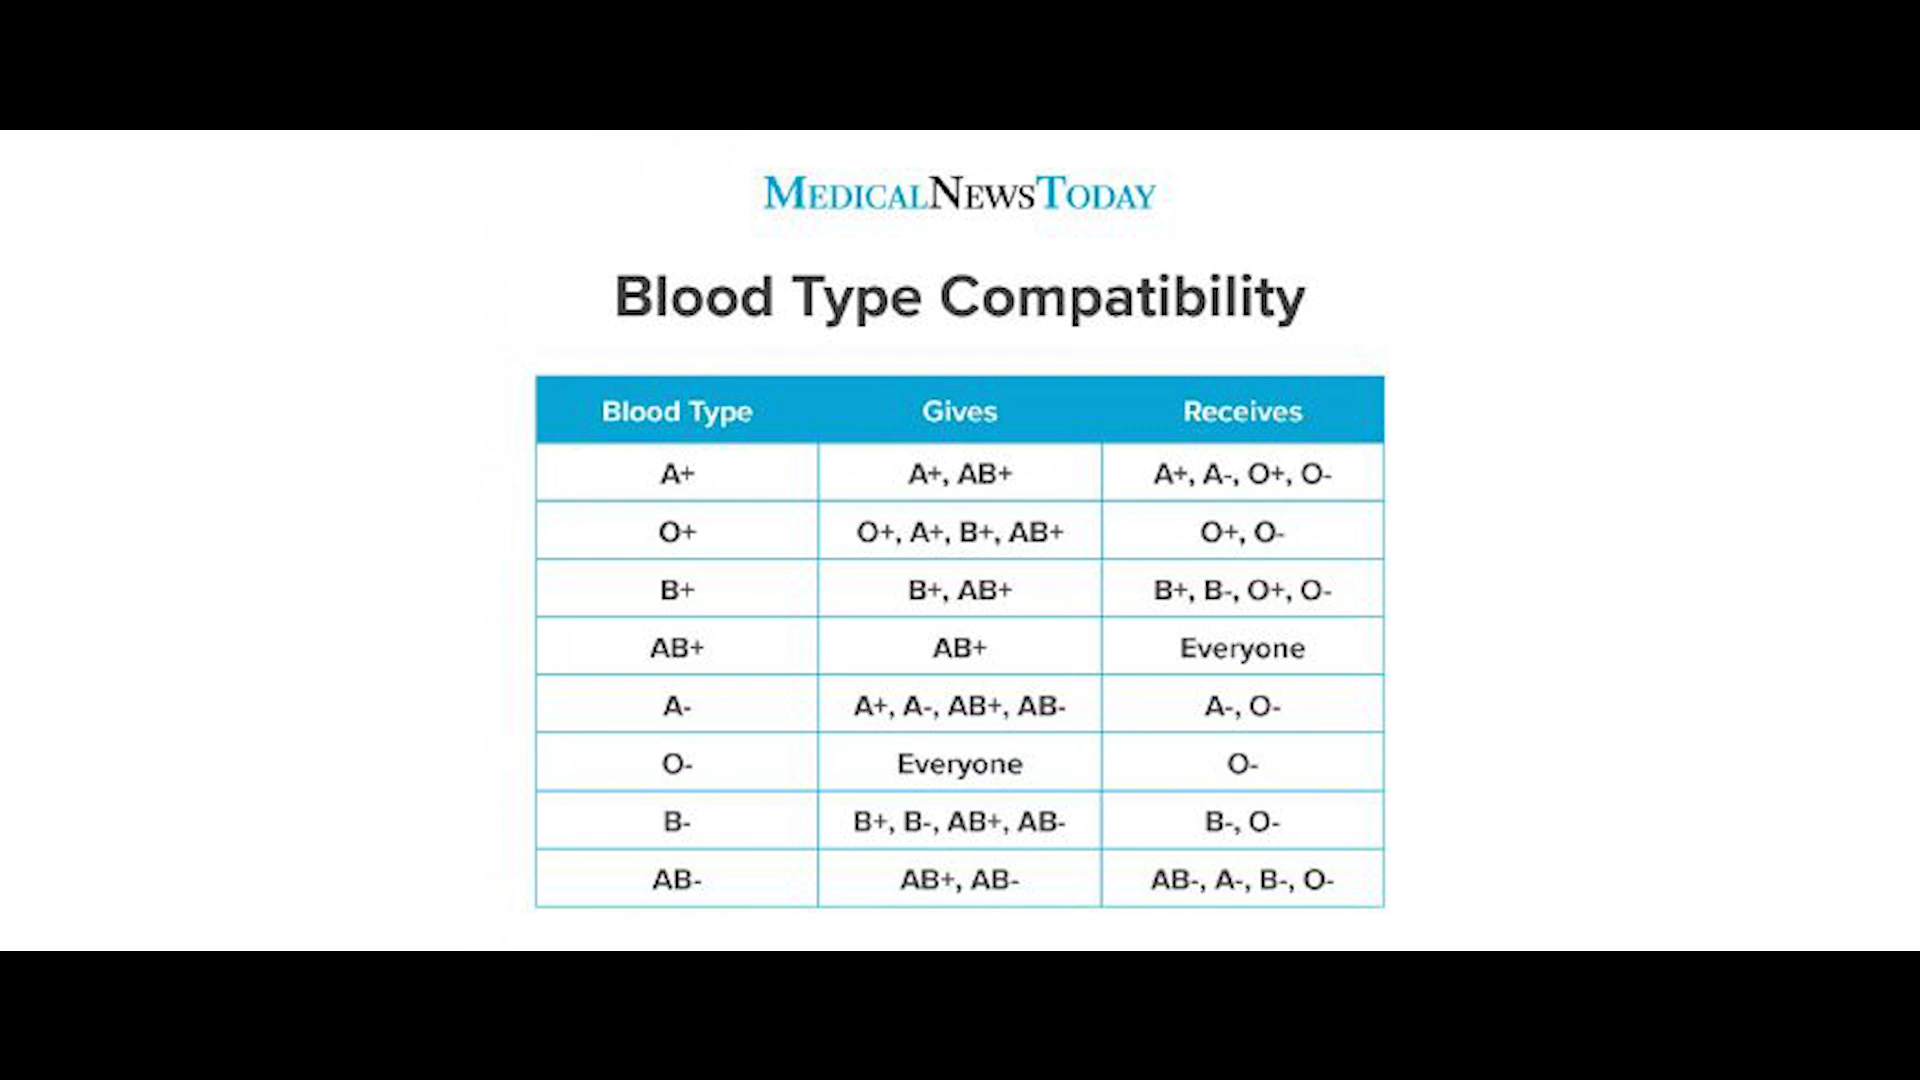 MEDICALNEWSTODAY
Blood Type Compatibility
Blood Type Gives Receives
A+ A+, AB+ A+, A-, O+, O-
O+ O+, A+, B+, AB+ O+, O-
B+ B+, AB+ B+, B-, O+, O-
AB+ AB+ Everyone
A- A+, A-, AB+, AB- A-, O-
O- Everyone O-
B- B+, B-, AB+, AB- B-, O-
AB- AB+, AB- AB-, A-, B-, O-